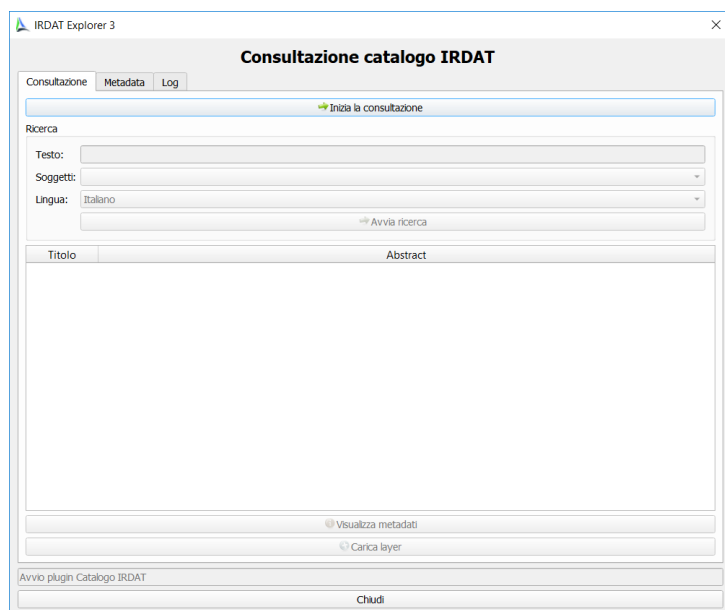 IRDAT Explorer 3
Consultazione catalogo IRDAT
Consultazione Metadata Log
Inizia la consultazione
Ricerca
Testo:
Soggetti:
Lingua: Italiano
Avvia ricerca
Titolo Abstract
Visualizza metadati
Carica layer
Avvio plugin Catalogo IRDAT
Chiudi